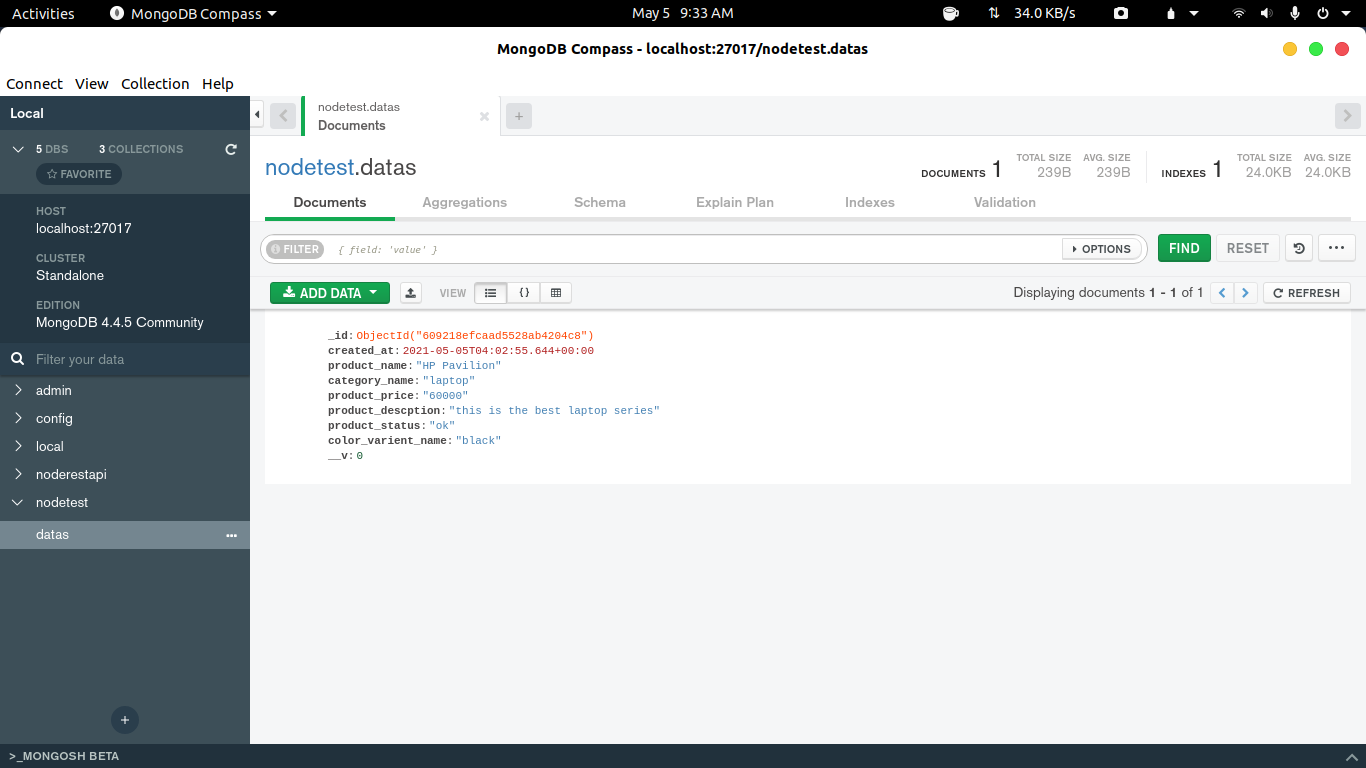 Activities MongoDB Compass May 5 9:33 AM 34.0 KB/s
MongoDB Compass - localhost:27017/nodetest.datas
Connect View Collection Help
Local
5 DBS 3 COLLECTIONS
FAVORITE
HOST
localhost:27017
CLUSTER
Standalone
EDITION
MongoDB 4.4.5 Community
Filter your data
admin
config
local
noderestapi
nodetest
datas
>_MONGOSH BETA
nodetest.datas
Documents
nodetest.datas
DOCUMENTS 1 TOTAL SIZE 239B AVG. SIZE 239B INDEXES 1 TOTAL SIZE 24.0KB AVG. SIZE 24.0KB
Documents Aggregations Schema Explain Plan Indexes Validation
FILTER { field: 'value' } OPTIONS FIND RESET
ADD DATA VIEW {} Displaying documents 1 - 1 of 1 REFRESH
_id: ObjectId("609218efcaad5528ab4204c8")
created_at: 2021-05-05T04:02:55.644+00:00
product_name: "HP Pavilion"
category_name: "laptop"
product_price: "60000"
product_descption: "this is the best laptop series"
product_status: "ok"
color_varient_name: "black"
__v: 0